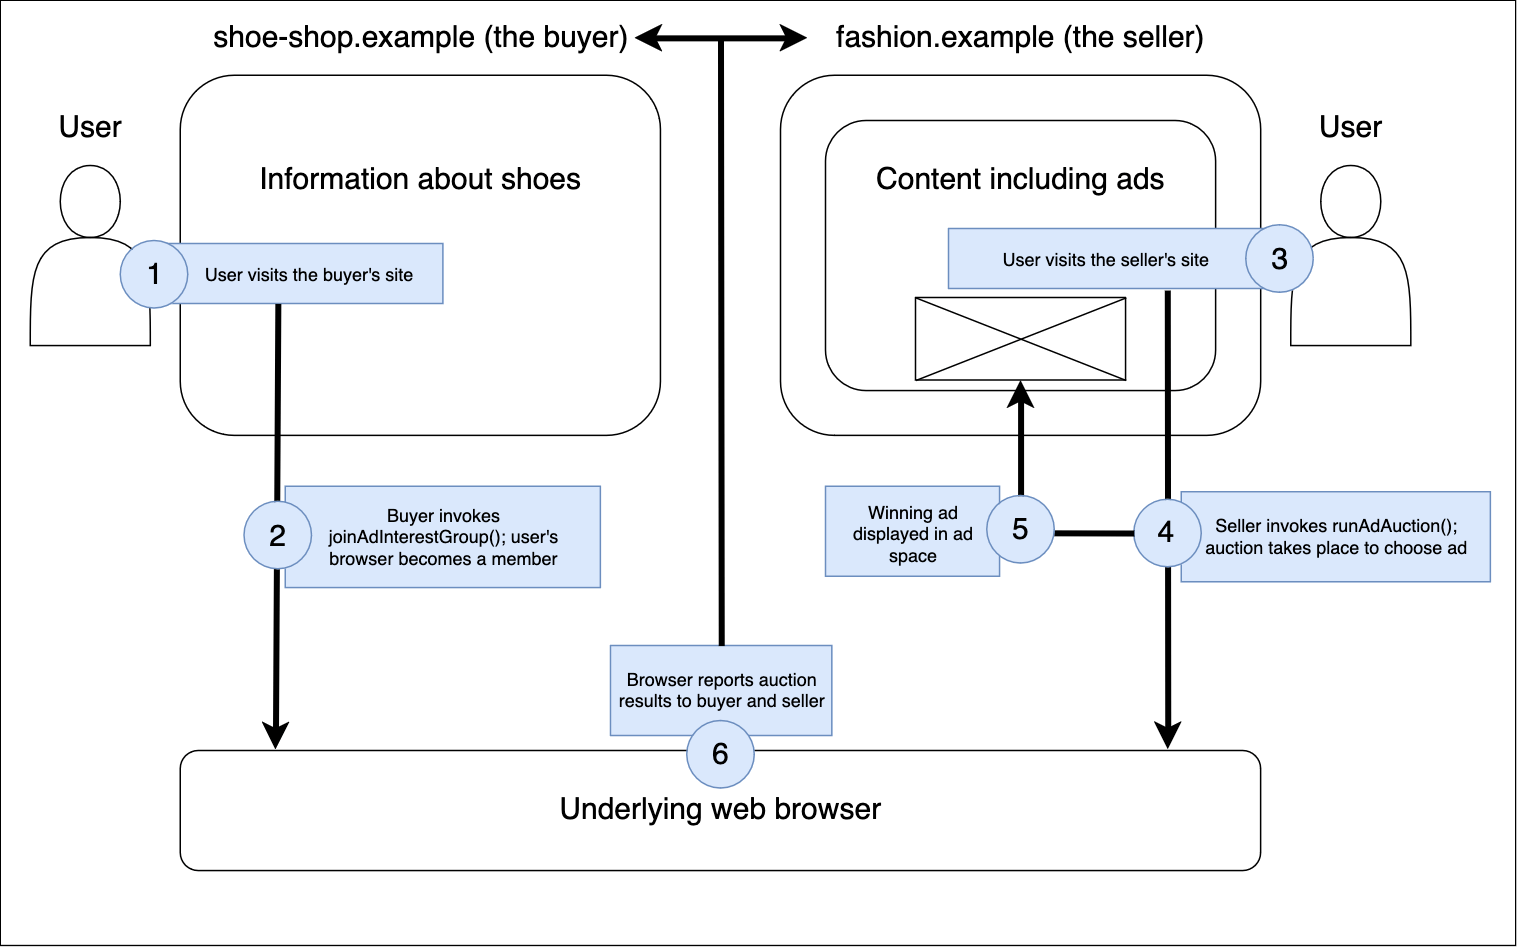 shoe-shop.example (the buyer)
fashion.example (the seller)
User
User
Information about shoes
Content including ads
1
User visits the buyer's site
User visits the seller's site
3
2
Buyer invokes
joinAdInterestGroup(); user's
browser becomes a member
Winning ad
displayed in ad
space
5
4
Seller invokes runAdAuction();
auction takes place to choose ad
Browser reports auction
results to buyer and seller
6
Underlying web browser